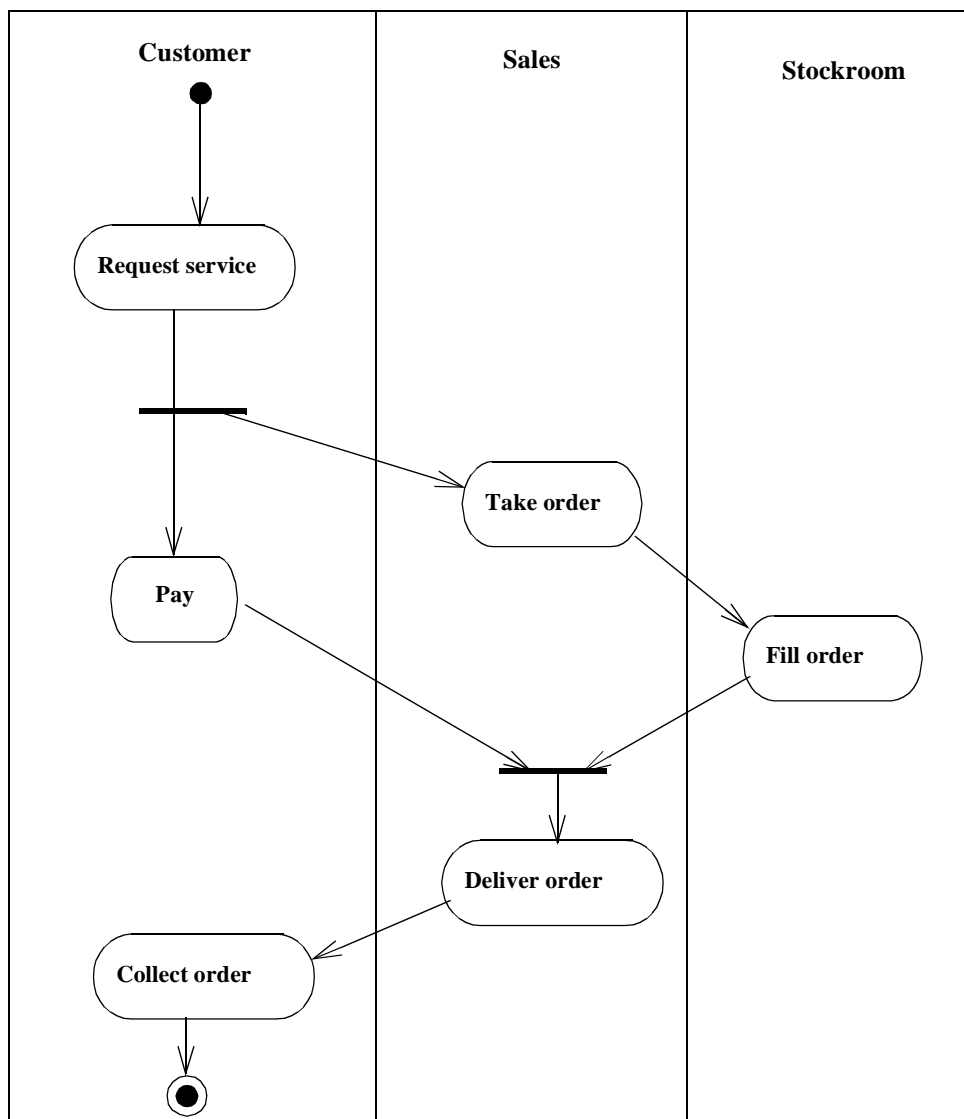 Customer
Sales
Stockroom
Request service
Take order
Pay
Fill order
Deliver order
Collect order